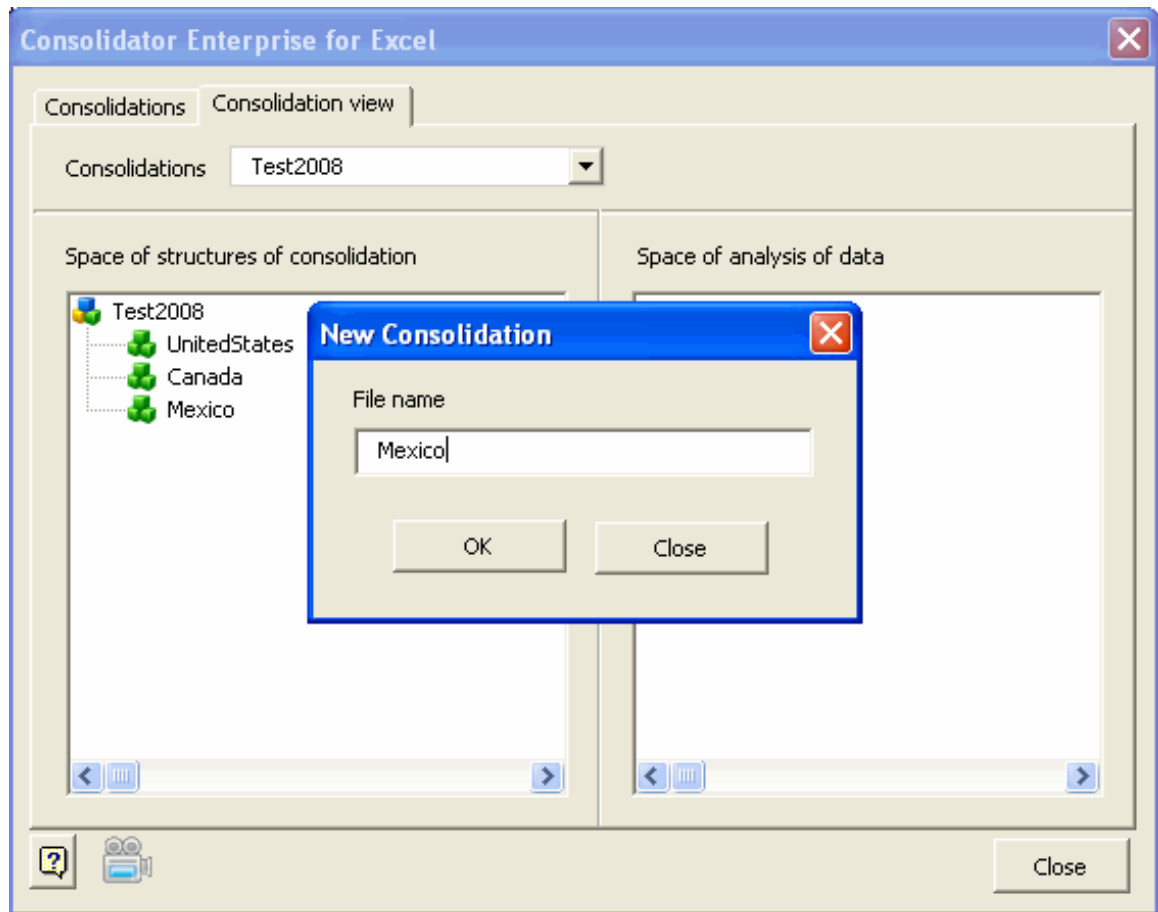 Consolidator Enterprise for Excel
Consolidations
Consolidation view
Consolidations
Test2008
Space of structures of consolidation
Space of analysis of data
Test2008
UnitedStates
Canada
Mexico
New Consolidation
File name
Mexico
OK
Close
Close